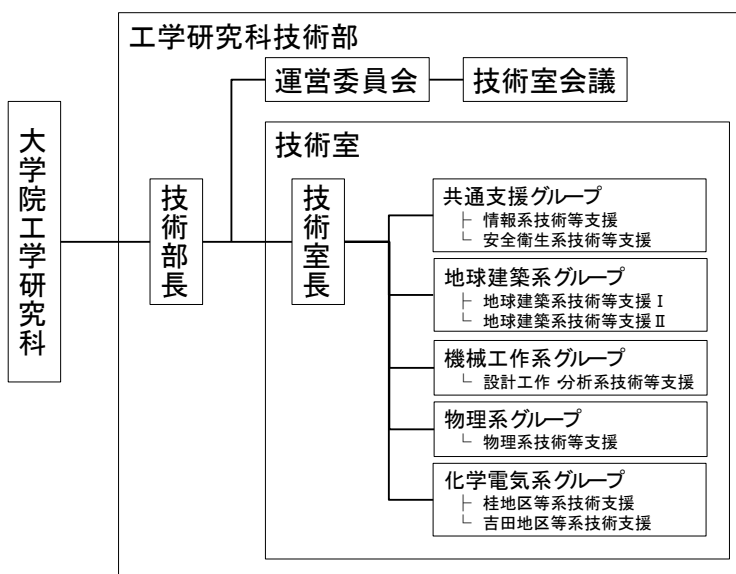 工学研究科技術部
運営委員会
技術室会議
大学院工学研究科
技術部長
技術室
技術室長
共通支援グループ
├ 情報系技術等支援
└ 安全衛生系技術等支援
地球建築系グループ
├ 地球建築系技術等支援Ⅰ
└ 地球建築系技術等支援Ⅱ
機械工作系グループ
└ 設計工作・分析系技術等支援
物理系グループ
└ 物理系技術等支援
化学電気系グループ
├ 桂地区等系技術支援
└ 吉田地区等系技術支援